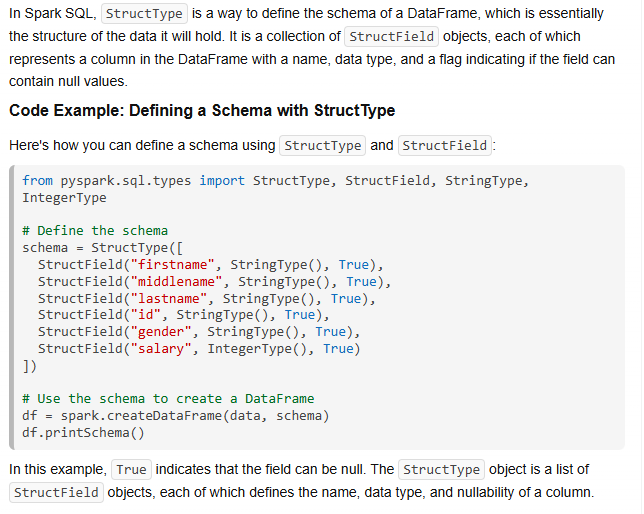 In Spark SQL, StructType is a way to define the schema of a DataFrame, which is essentially
the structure of the data it will hold. It is a collection of StructField objects, each of which
represents a column in the DataFrame with a name, data type, and a flag indicating if the field can
contain null values.
Code Example: Defining a Schema with StructType
Here's how you can define a schema using StructType and StructField:
from pyspark.sql.types import StructType, StructField, StringType,
IntegerType
# Define the schema
schema = StructType([
  StructField("firstname", StringType(), True),
  StructField("middlename", StringType(), True),
  StructField("lastname", StringType(), True),
  StructField("id", StringType(), True),
  StructField("gender", StringType(), True),
  StructField("salary", IntegerType(), True)
])
# Use the schema to create a DataFrame
df = spark.createDataFrame(data, schema)
df.printSchema()
In this example, True indicates that the field can be null. The StructType object is a list of
StructField objects, each of which defines the name, data type, and nullability of a column.